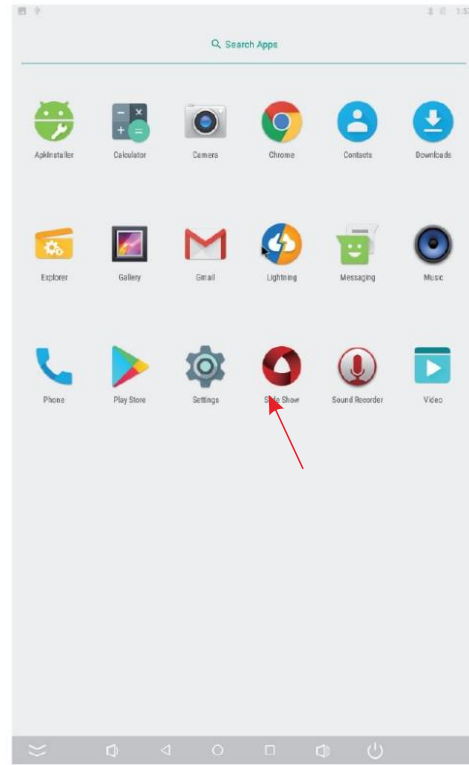 Search Apps
ApkInstaller Calculator Camera Chrome Contacts Downloads
Explorer Gallery Gmail Lightning Messaging Music
Phone Play Store Settings Slide Show Sound Recorder Video